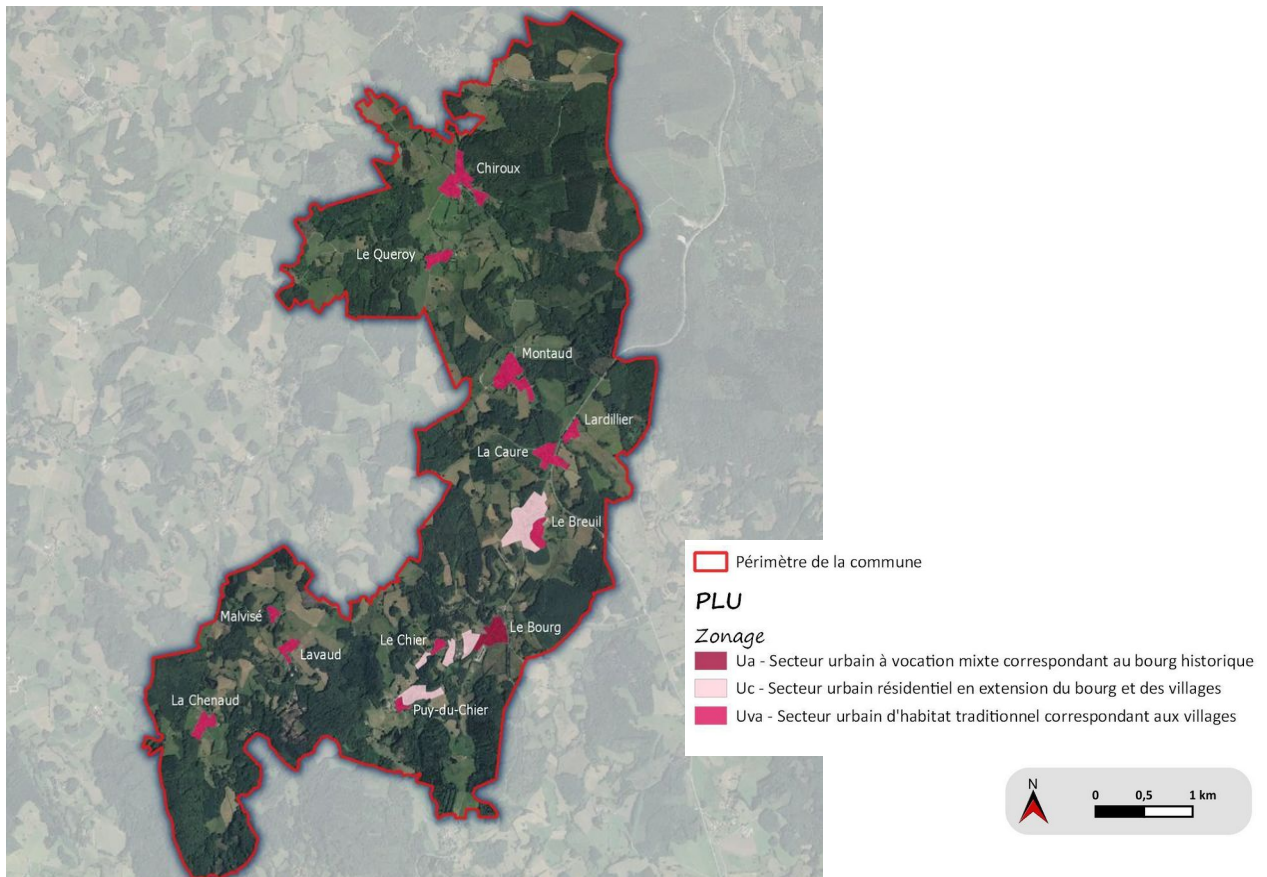 Chiroux
Le Queroy
Montaud
Lardillier
La Caure
Le Breuil
Malvisé
Lavaud
Le Chier
Le Bourg
La Chenaud
Puy-du-Chier
Périmètre de la commune
PLU
Zonage
Ua - Secteur urbain à vocation mixte correspondant au bourg historique
Uc - Secteur urbain résidentiel en extension du bourg et des villages
Uva - Secteur urbain d'habitat traditionnel correspondant aux villages
N
0 0,5 1 km